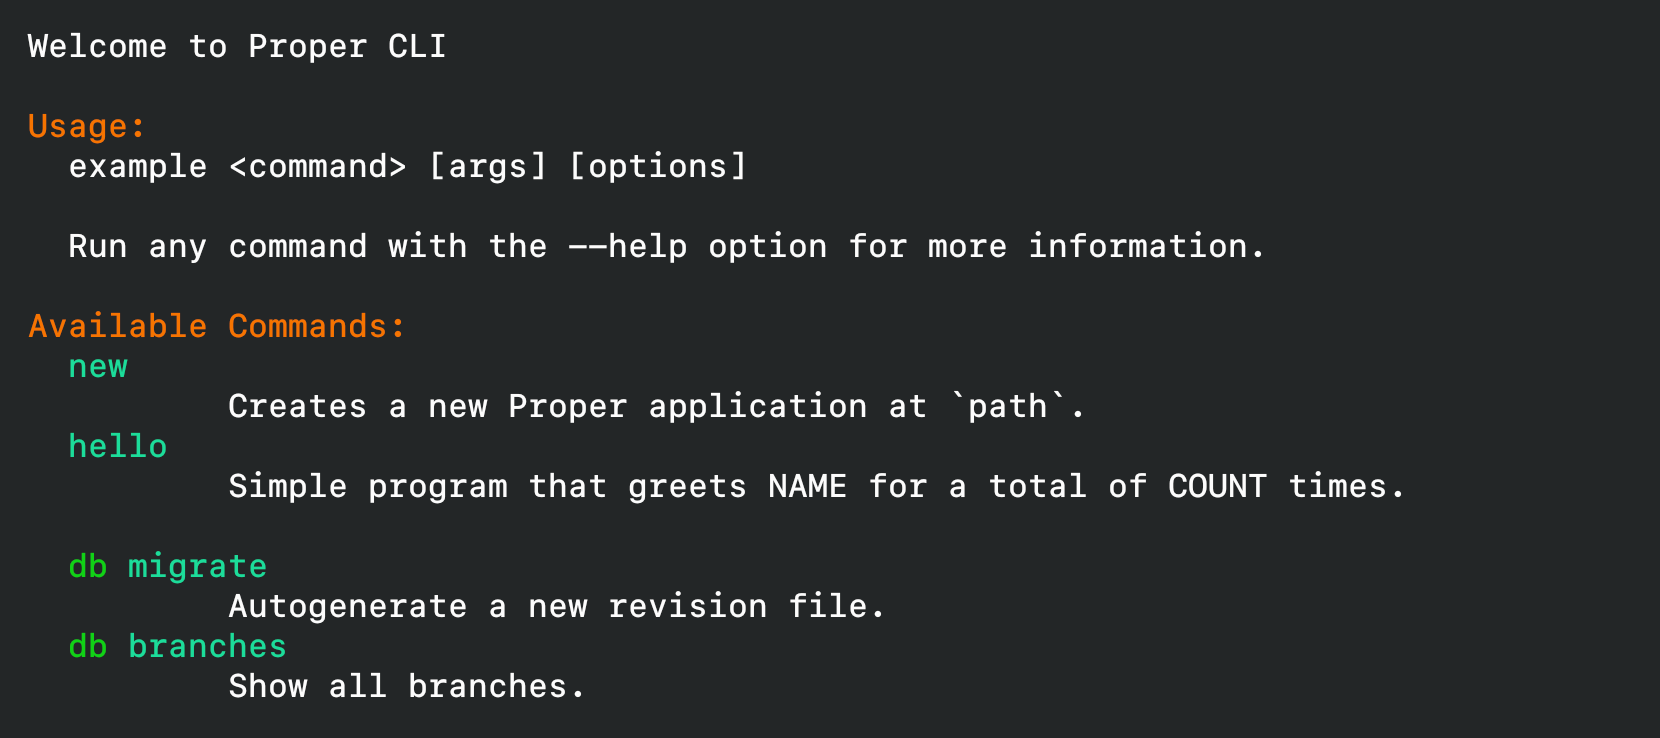 Welcome to Proper CLI
Usage:
example <command> [args] [options]
Run any command with the --help option for more information.
Available Commands:
new
Creates a new Proper application at `path`.
hello
Simple program that greets NAME for a total of COUNT times.
db migrate
Autogenerate a new revision file.
db branches
Show all branches.